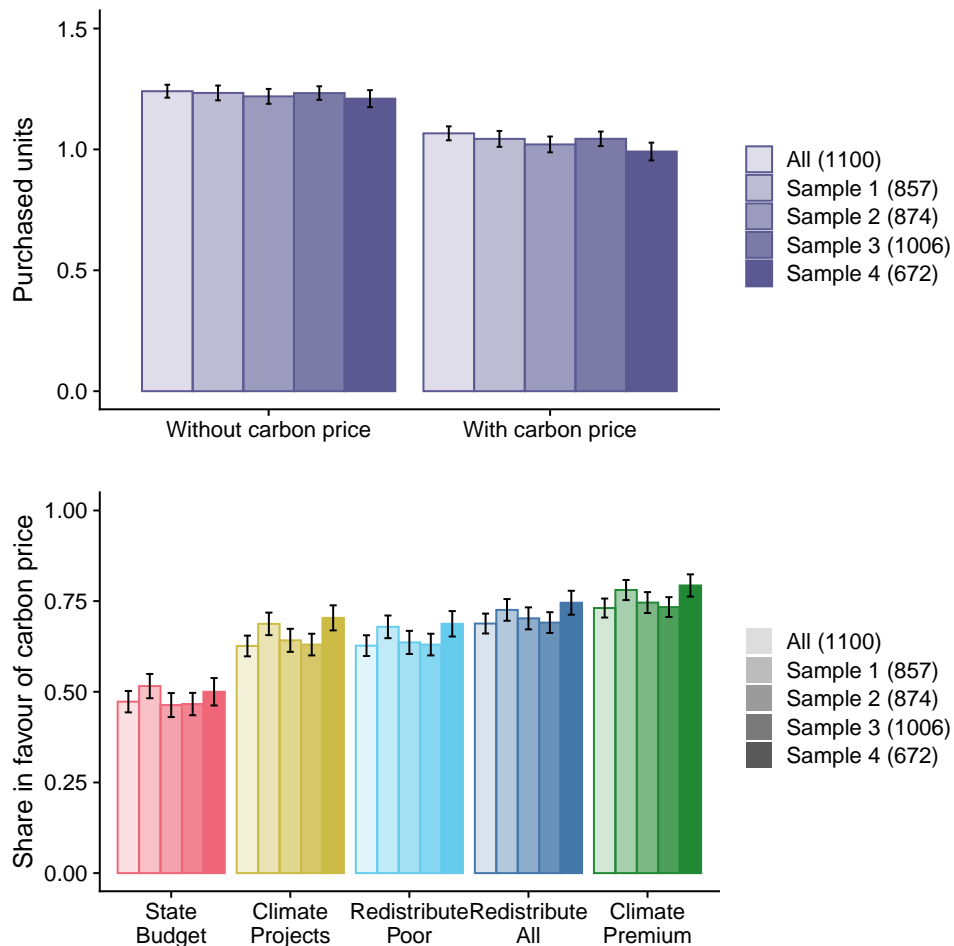 Purchased units
1.5
1.0
0.5
0.0
Without carbon price
With carbon price
All (1100)
Sample 1 (857)
Sample 2 (874)
Sample 3 (1006)
Sample 4 (672)
Share in favour of carbon price
1.00
0.75
0.50
0.25
0.00
State
Budget
Climate
Projects
Redistribute
Poor
Redistribute
All
Climate
Premium
All (1100)
Sample 1 (857)
Sample 2 (874)
Sample 3 (1006)
Sample 4 (672)